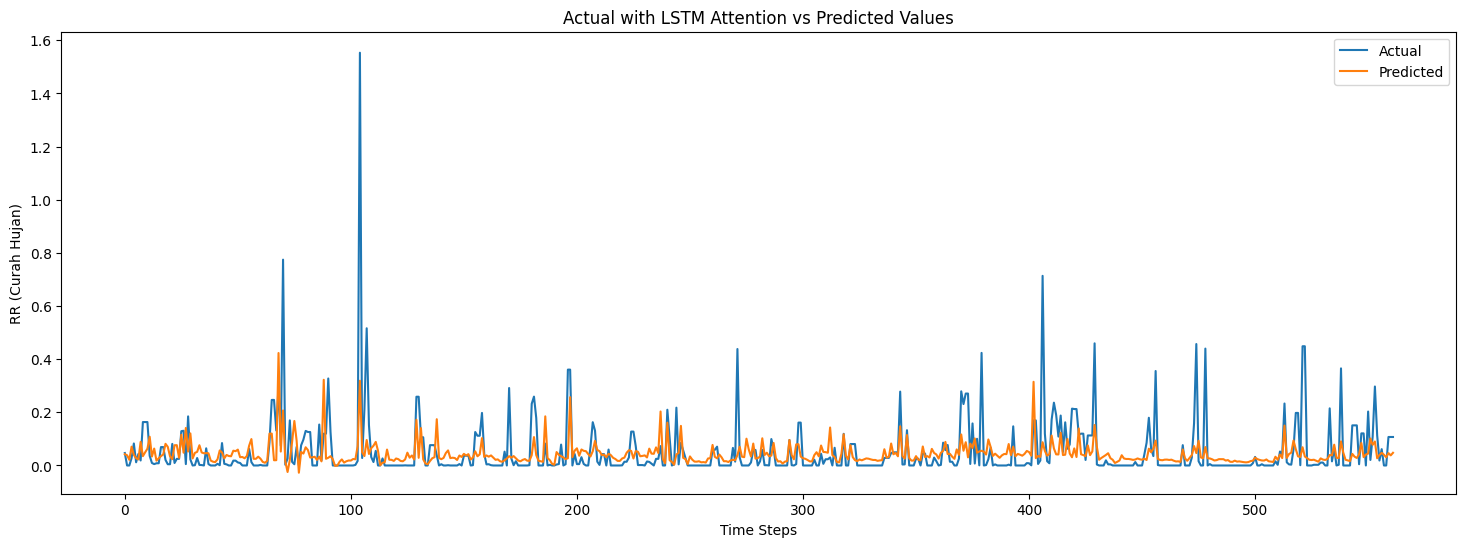 Actual with LSTM Attention vs Predicted Values
Actual
Predicted
RR (Curah Hujan)
1.6
1.4
1.2
1.0
0.8
0.6
0.4
0.2
0.0
0 100 200 300 400 500
Time Steps